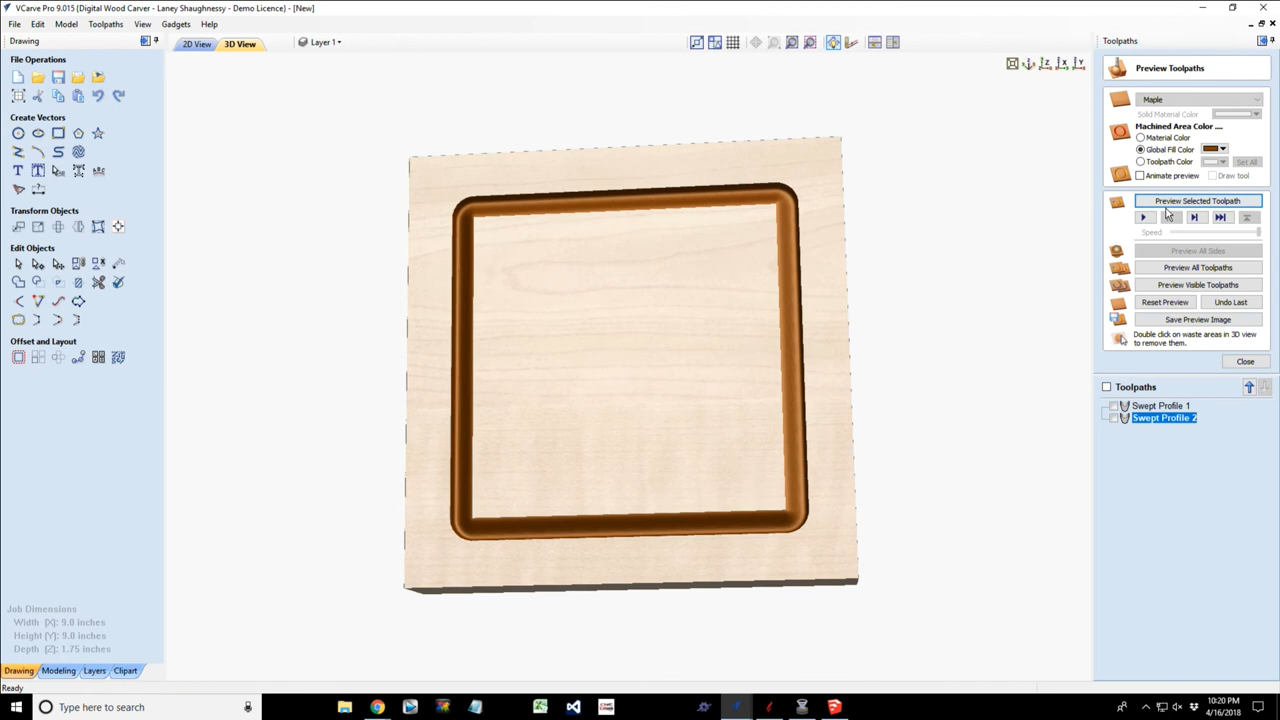 VCarve Pro 9.015 {Digital Wood Carver - Laney Shaughnessy - Demo Licence} - [New]
File Edit Model Toolpaths View Gadgets Help
Drawing
2D View 3D View Layer 1
Toolpaths
File Operations
Create Vectors
Transform Objects
Edit Objects
Offset and Layout
Job Dimensions
Width (X): 9.0 inches
Height (Y): 9.0 inches
Depth (Z): 1.75 inches
Drawing Modeling Layers Clipart
Ready
Preview Toolpaths
Maple
Solid Material Color
Machined Area Color ....
Material Color
Global Fill Color
Toolpath Color Set All
Animate preview Draw tool
Preview Selected Toolpath
Speed
Preview All Sides
Preview All Toolpaths
Preview Visible Toolpaths
Reset Preview Undo Last
Save Preview Image
Double click on waste areas in 3D view
to remove them.
Close
Toolpaths
Swept Profile 1
Swept Profile 2
Type here to search
10:20 PM
4/16/2018